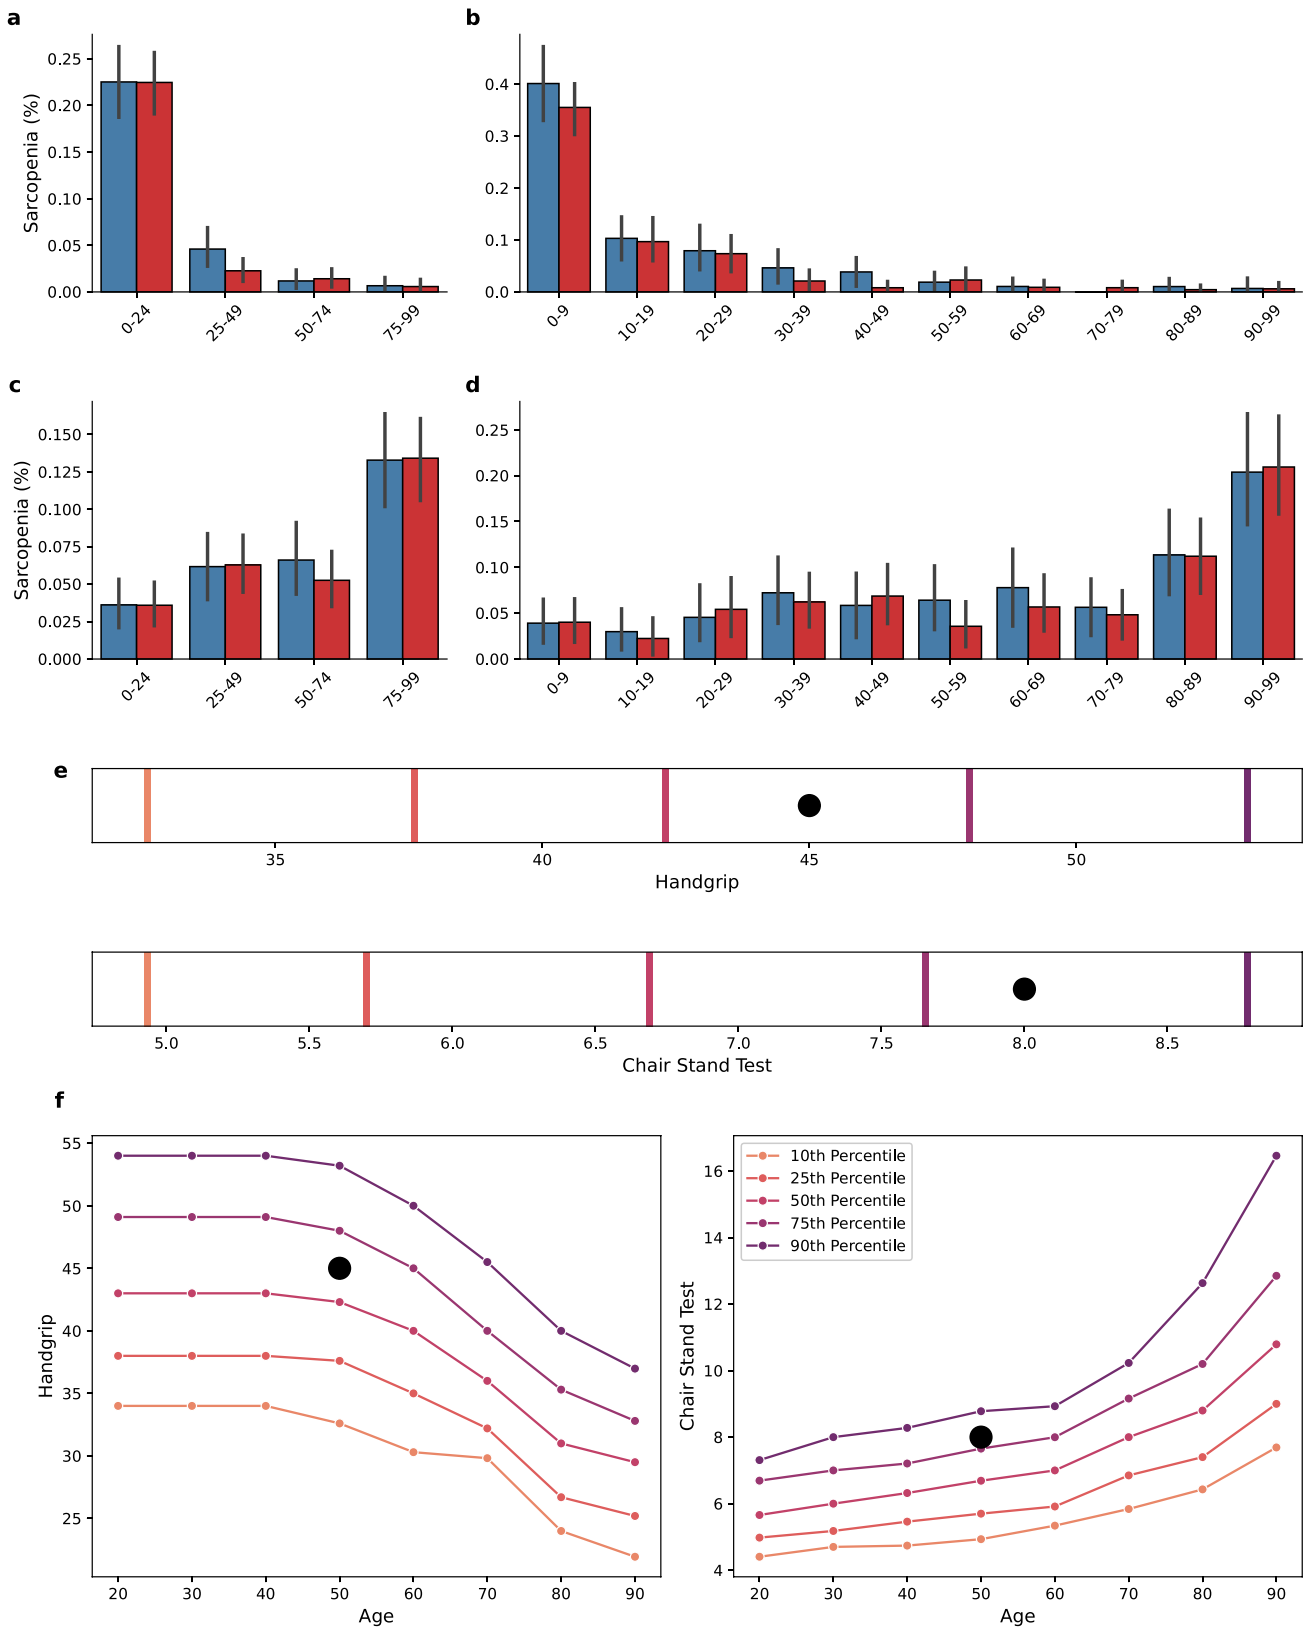 a
b
0.25
0.20
0.15
0.10
0.05
0.00
Sarcopenia (%)
0-24
25-49
50-74
75-99
0.4
0.3
0.2
0.1
0.0
0-9
10-19
20-29
30-39
40-49
50-59
60-69
70-79
80-89
90-99
c
d
0.150
0.125
0.100
0.075
0.050
0.025
0.000
Sarcopenia (%)
0-24
25-49
50-74
75-99
0.25
0.20
0.15
0.10
0.05
0.00
0-9
10-19
20-29
30-39
40-49
50-59
60-69
70-79
80-89
90-99
e
35 40 45 50
Handgrip
5.0 5.5 6.0 6.5 7.0 7.5 8.0 8.5
Chair Stand Test
f
55
50
45
40
35
30
25
Handgrip
20 30 40 50 60 70 80 90
Age
16
14
12
10
8
6
4
Chair Stand Test
10th Percentile
25th Percentile
50th Percentile
75th Percentile
90th Percentile
20 30 40 50 60 70 80 90
Age